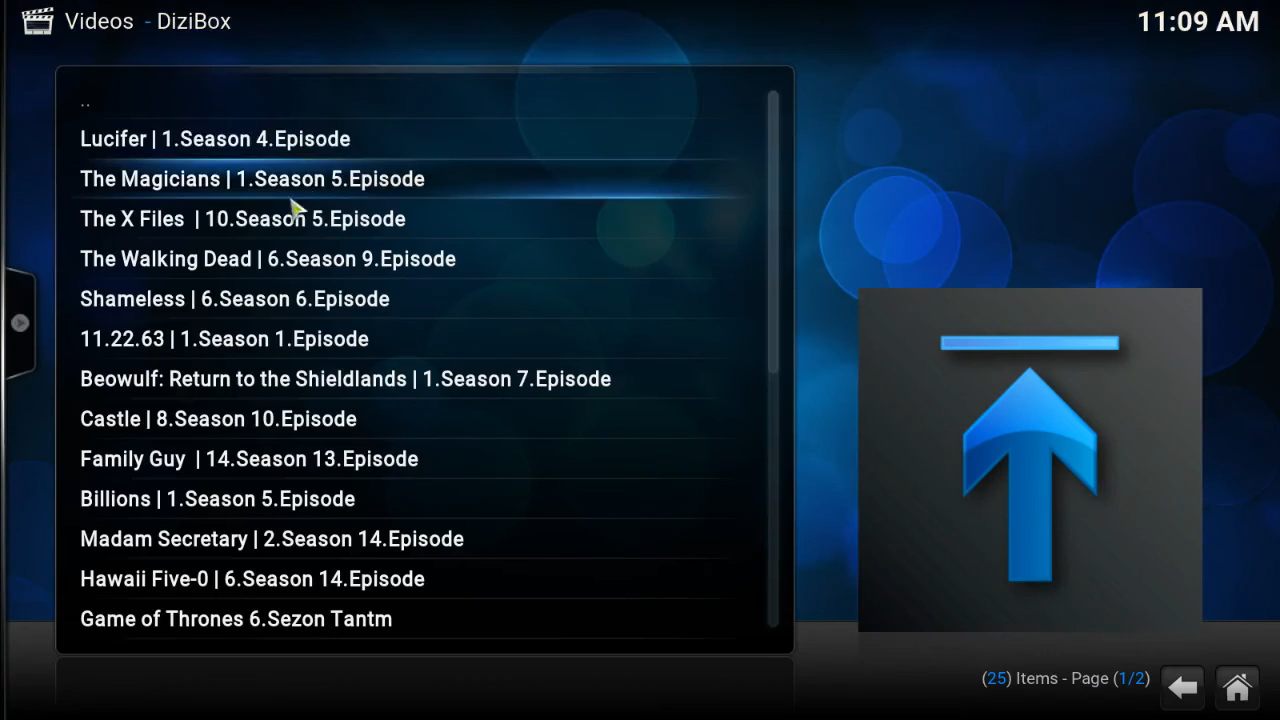 Videos - DiziBox
11:09 AM
..
Lucifer | 1.Season 4.Episode
The Magicians | 1.Season 5.Episode
The X Files | 10.Season 5.Episode
The Walking Dead | 6.Season 9.Episode
Shameless | 6.Season 6.Episode
11.22.63 | 1.Season 1.Episode
Beowulf: Return to the Shieldlands | 1.Season 7.Episode
Castle | 8.Season 10.Episode
Family Guy | 14.Season 13.Episode
Billions | 1.Season 5.Episode
Madam Secretary | 2.Season 14.Episode
Hawaii Five-0 | 6.Season 14.Episode
Game of Thrones 6.Sezon Tantm
(25) Items - Page (1/2)